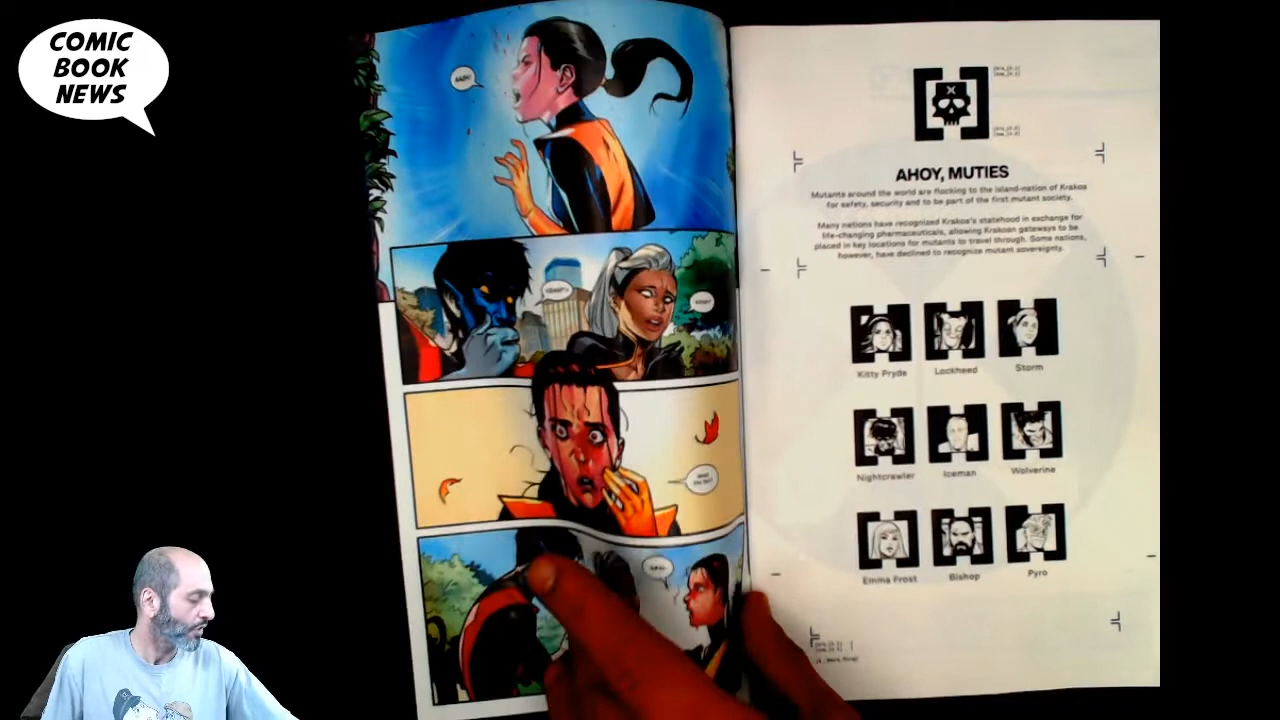 COMIC
BOOK
NEWS
AHOY, MUTIES
Mutants around the world are flocking to the island-nation of Krakoa
for safety, security and to be part of the first mutant society.
Many nations have recognized Krakoa's statehood in exchange for
life-changing pharmaceuticals, allowing Krakoan gateways to be
placed in key locations for mutants to travel through. Some nations,
however, have declined to recognize mutant sovereignty.
Kitty Pryde
Lockheed
Storm
Nightcrawler
Iceman
Wolverine
Emma Frost
Bishop
Pyro